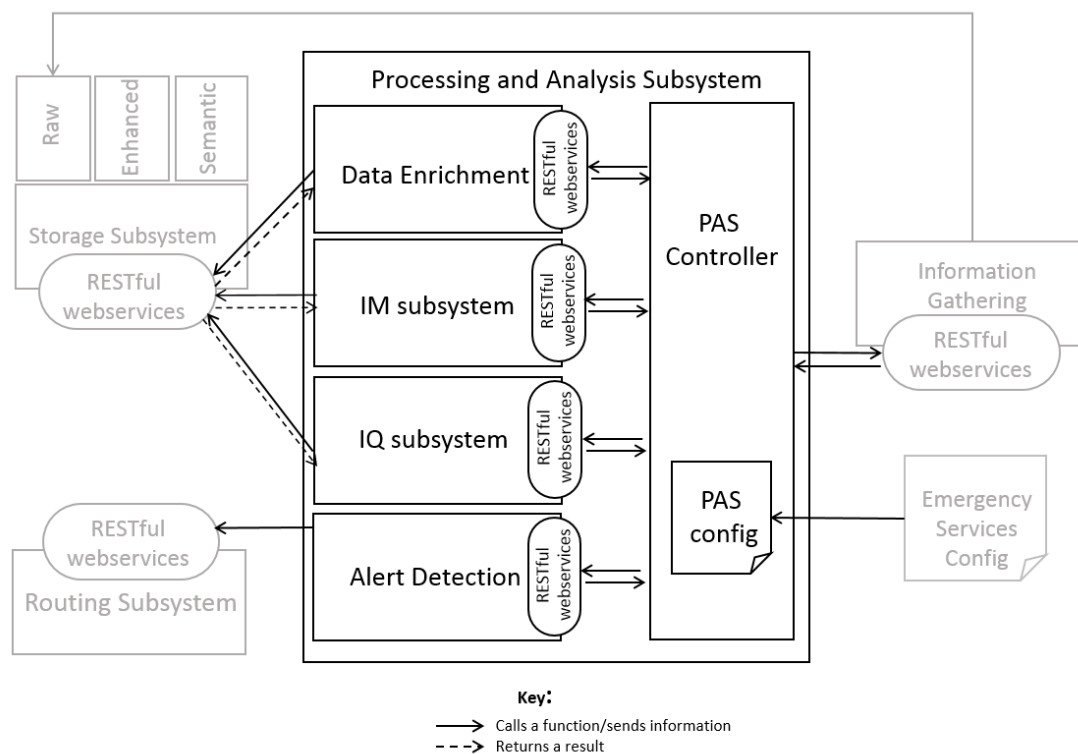 Processing and Analysis Subsystem
Raw
Enhanced
Semantic
Storage Subsystem
RESTful
webservices
Data Enrichment
RESTful
webservices
IM subsystem
RESTful
webservices
IQ subsystem
RESTful
webservices
Alert Detection
RESTful
webservices
PAS
Controller
PAS
config
Information
Gathering
RESTful
webservices
Emergency
Services
Config
RESTful
webservices
Routing Subsystem
Key:
Calls a function/sends information
Returns a result